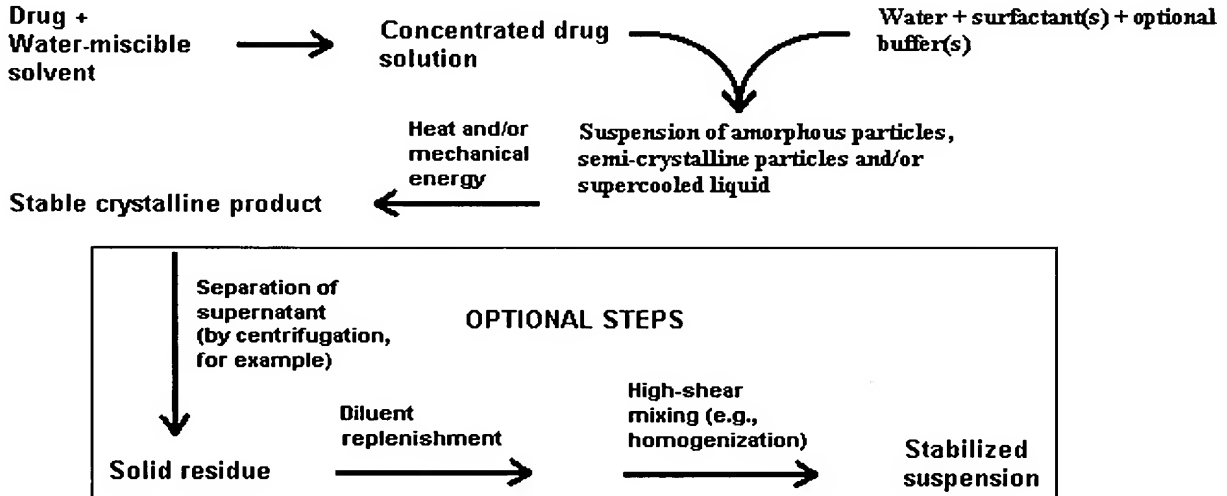 Drug +
Water-miscible
solvent
Concentrated drug
solution
Water + surfactant(s) + optional
buffer(s)
Heat and/or
mechanical
energy
Suspension of amorphous particles,
semi-crystalline particles and/or
supercooled liquid
Stable crystalline product
Separation of
supernatant
(by centrifugation,
for example)
OPTIONAL STEPS
Solid residue
Diluent
replenishment
High-shear
mixing (e.g.,
homogenization)
Stabilized
suspension